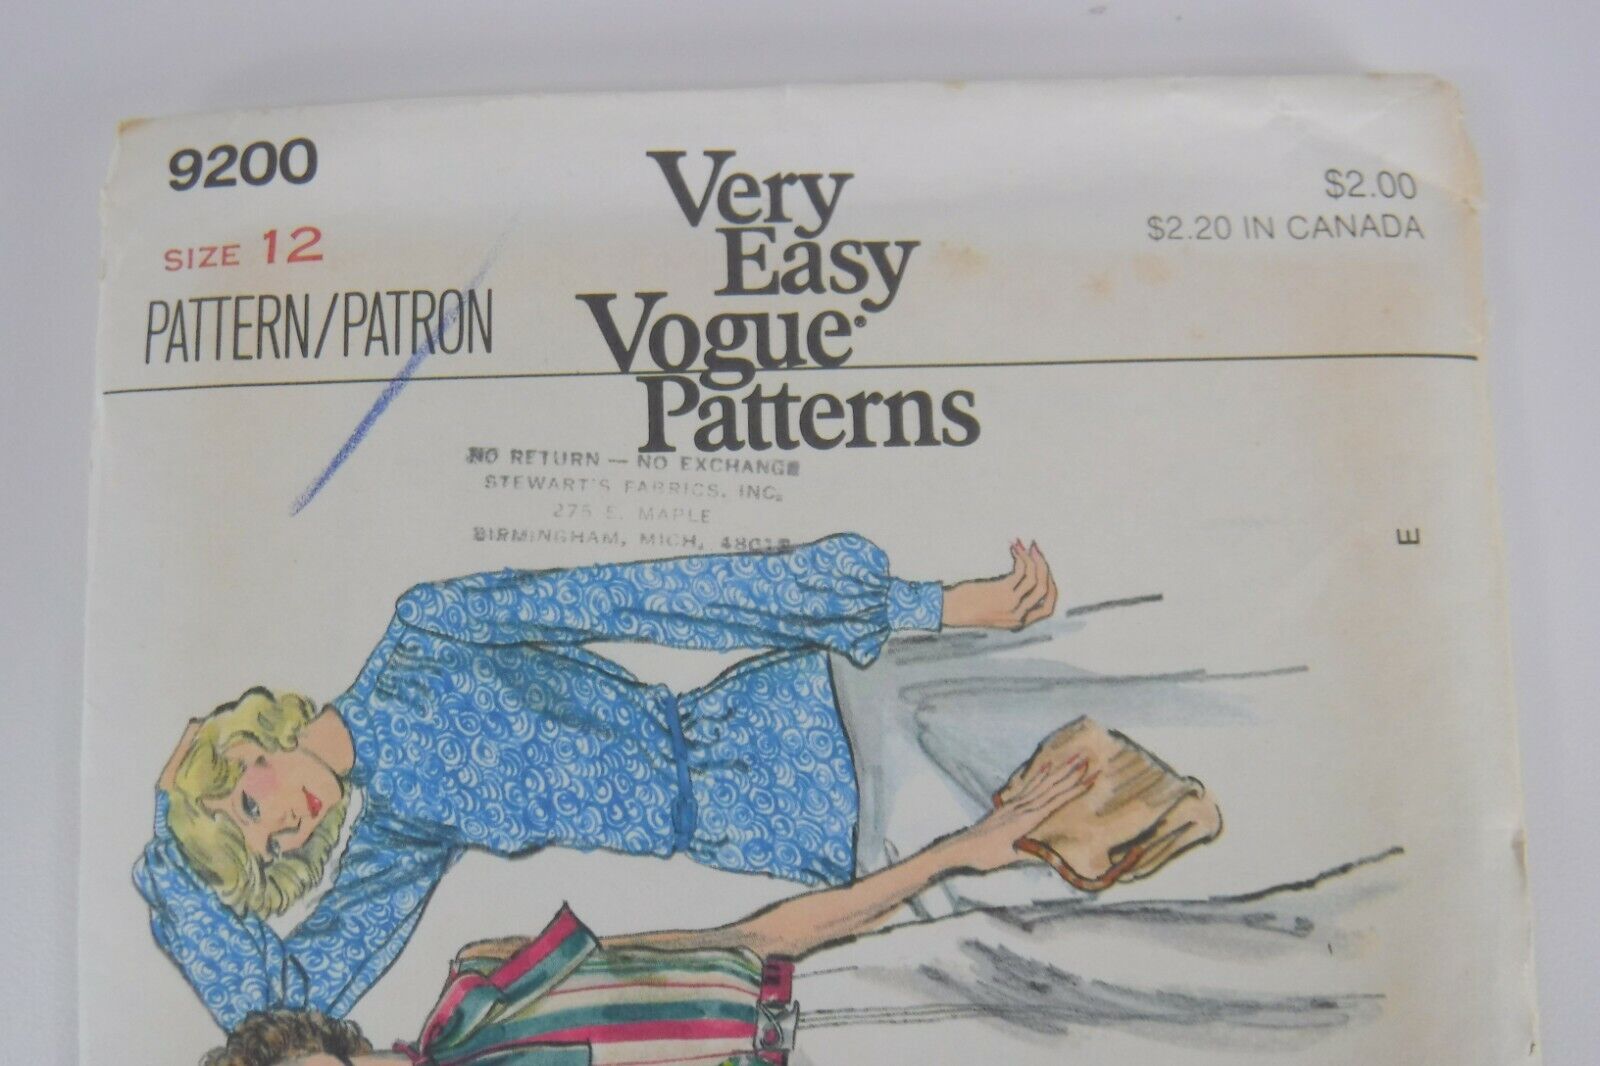 9200
SIZE 12
PATTERN/PATRON
Very
Easy
Vogue®
Patterns
$2.00
$2.20 IN CANADA
NO RETURN — NO EXCHANGE
STEWART'S FABRICS, INC.
275 E. MAPLE
BIRMINGHAM, MICH.
E